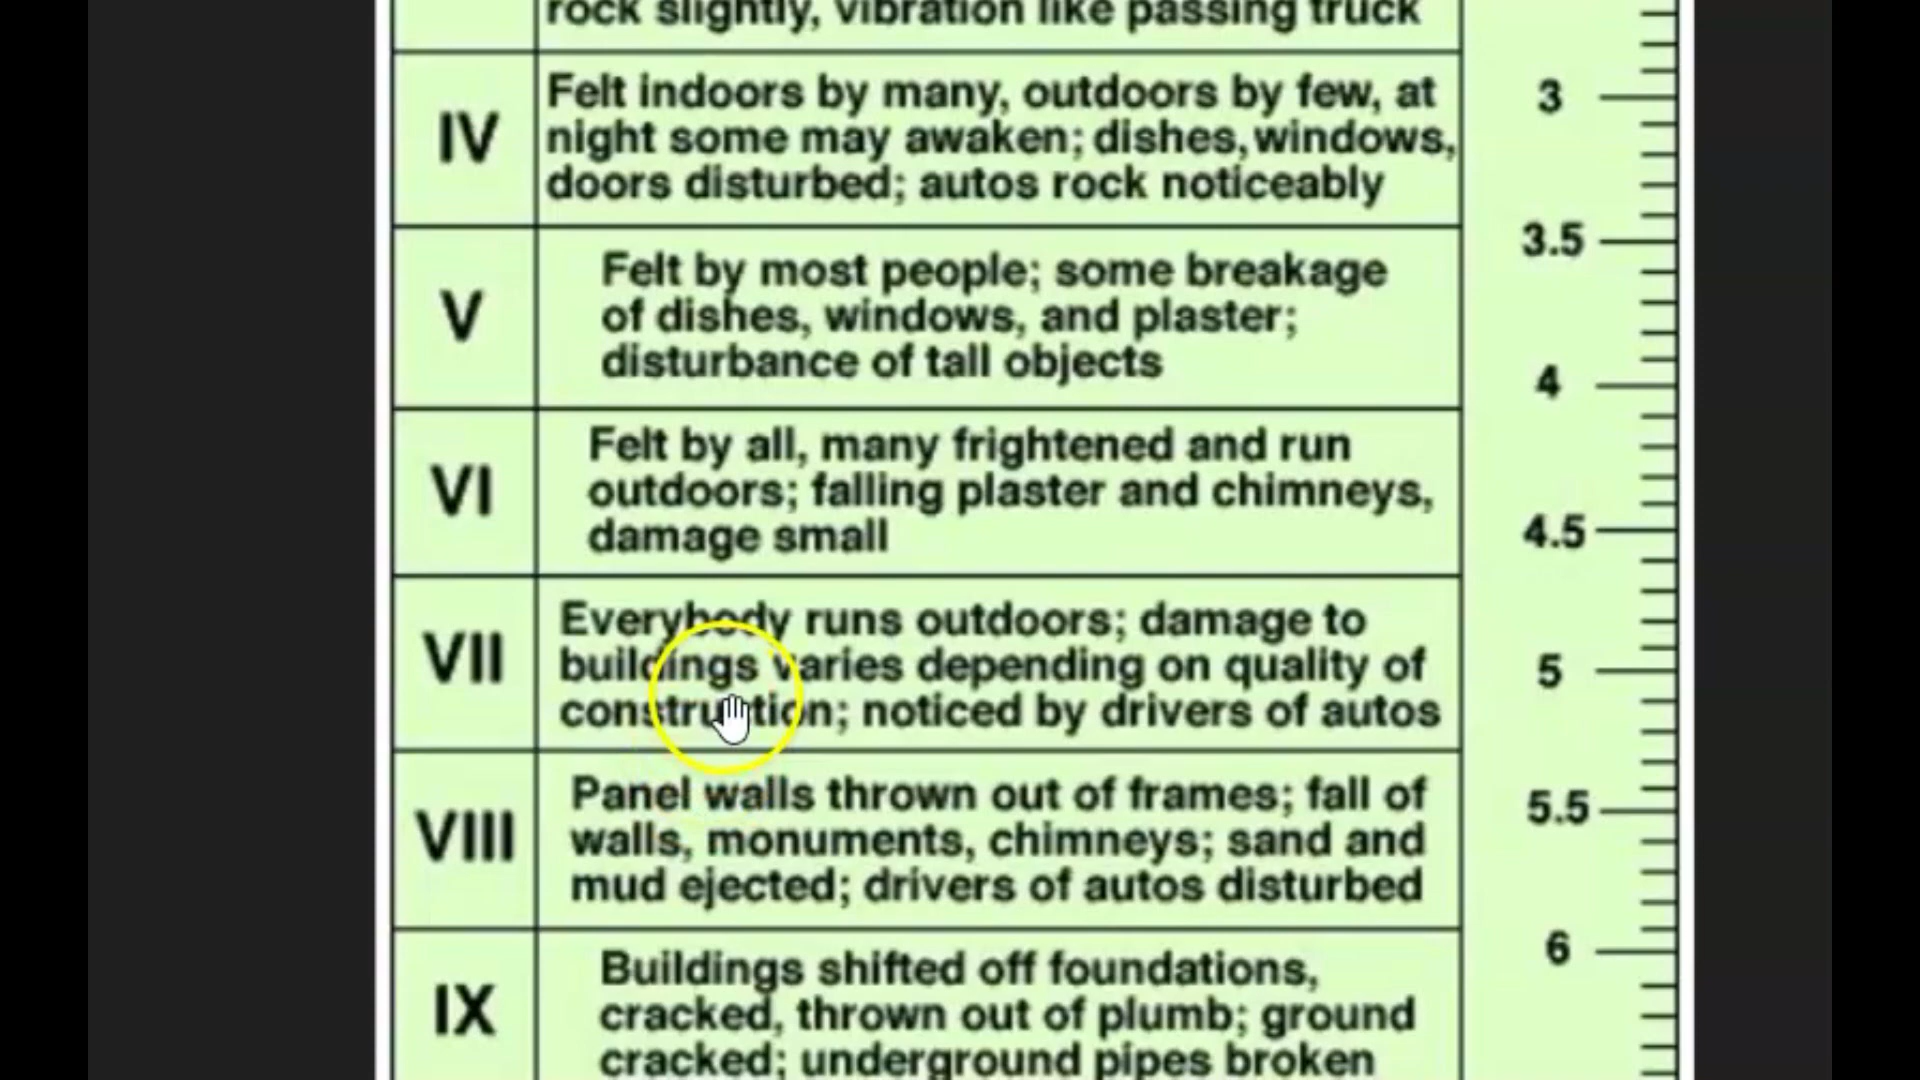 rock slightly, vibration like passing truck
IV
Felt indoors by many, outdoors by few, at
night some may awaken; dishes, windows,
doors disturbed; autos rock noticeably
3
3.5
V
Felt by most people; some breakage
of dishes, windows, and plaster;
disturbance of tall objects
4
VI
Felt by all, many frightened and run
outdoors; falling plaster and chimneys,
damage small
4.5
VII
Everybody runs outdoors; damage to
buildings varies depending on quality of
construction; noticed by drivers of autos
5
VIII
Panel walls thrown out of frames; fall of
walls, monuments, chimneys; sand and
mud ejected; drivers of autos disturbed
5.5
6
IX
Buildings shifted off foundations,
cracked, thrown out of plumb; ground
cracked; underground pipes broken